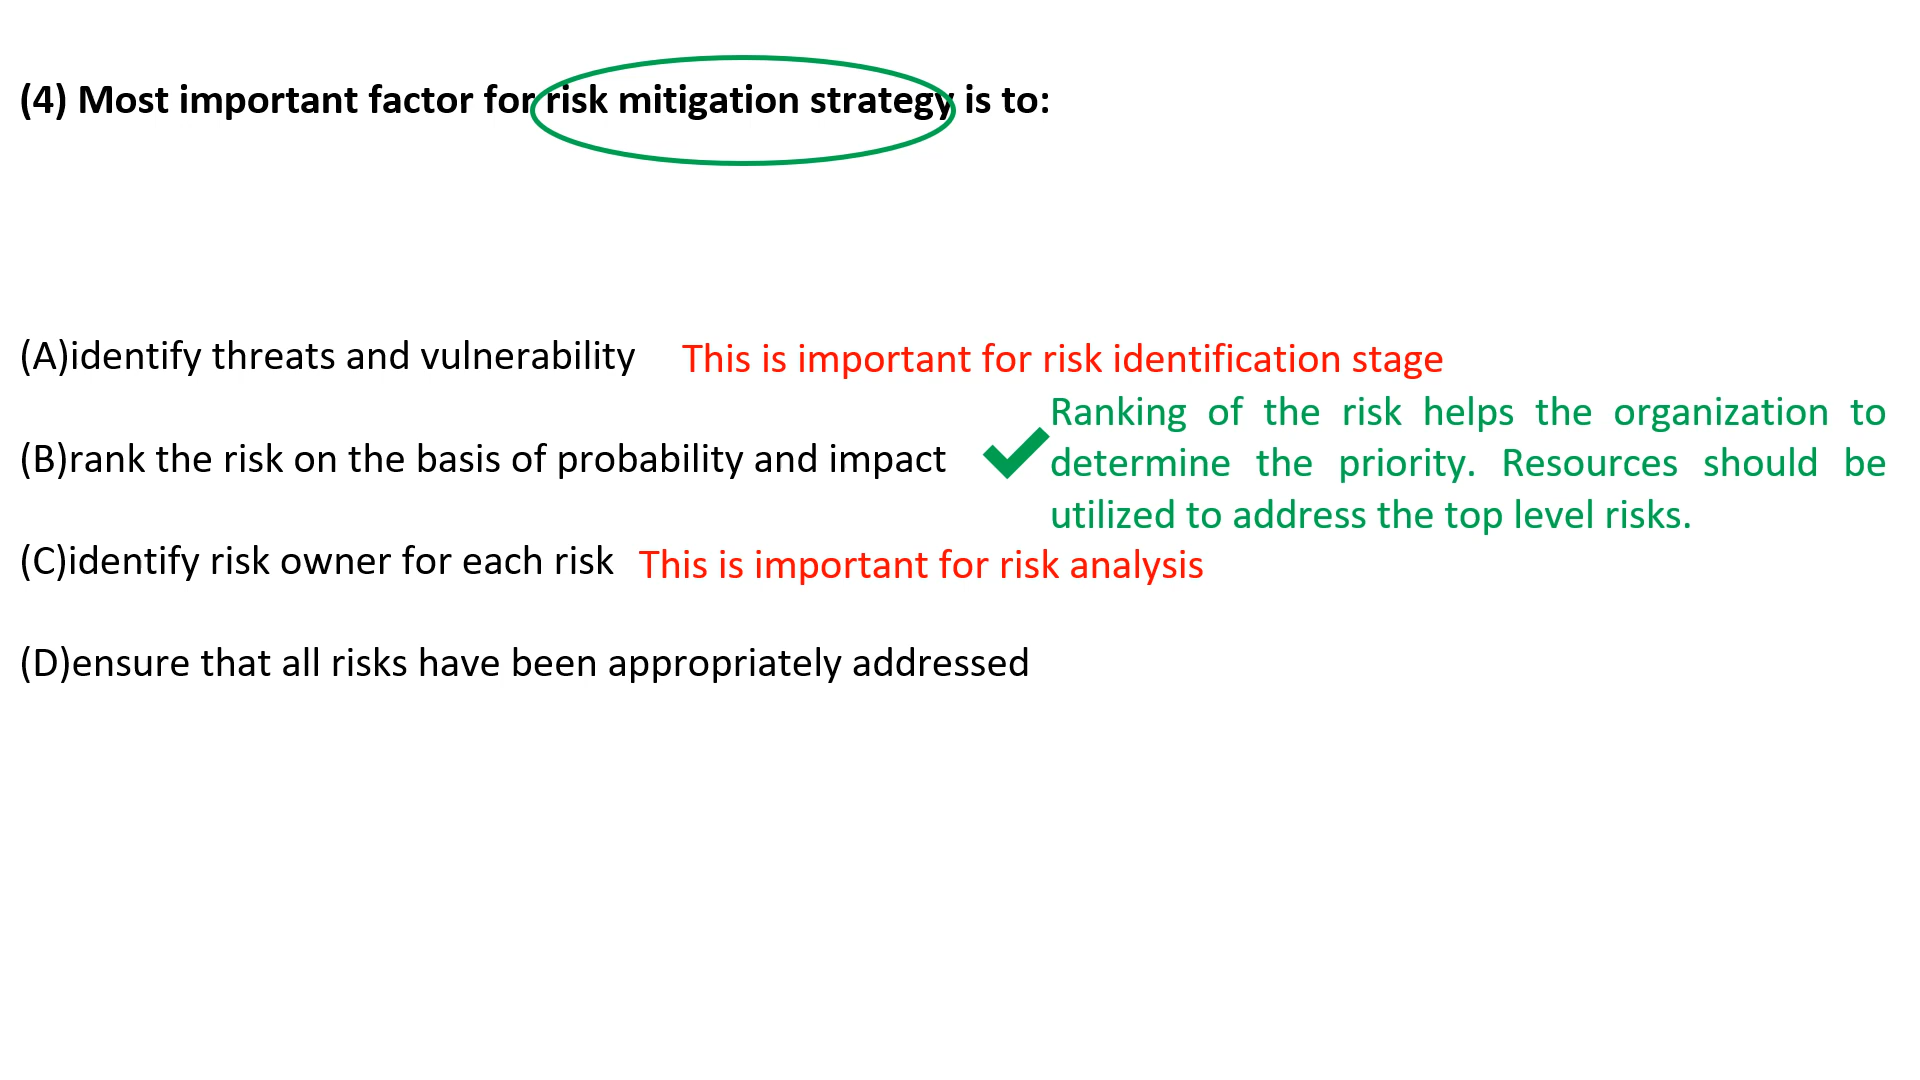 (4) Most important factor for risk mitigation strategy is to:
(A)identify threats and vulnerability This is important for risk identification stage
(B)rank the risk on the basis of probability and impact
Ranking of the risk helps the organization to
determine the priority. Resources should be
utilized to address the top level risks.
(C)identify risk owner for each risk This is important for risk analysis
(D)ensure that all risks have been appropriately addressed